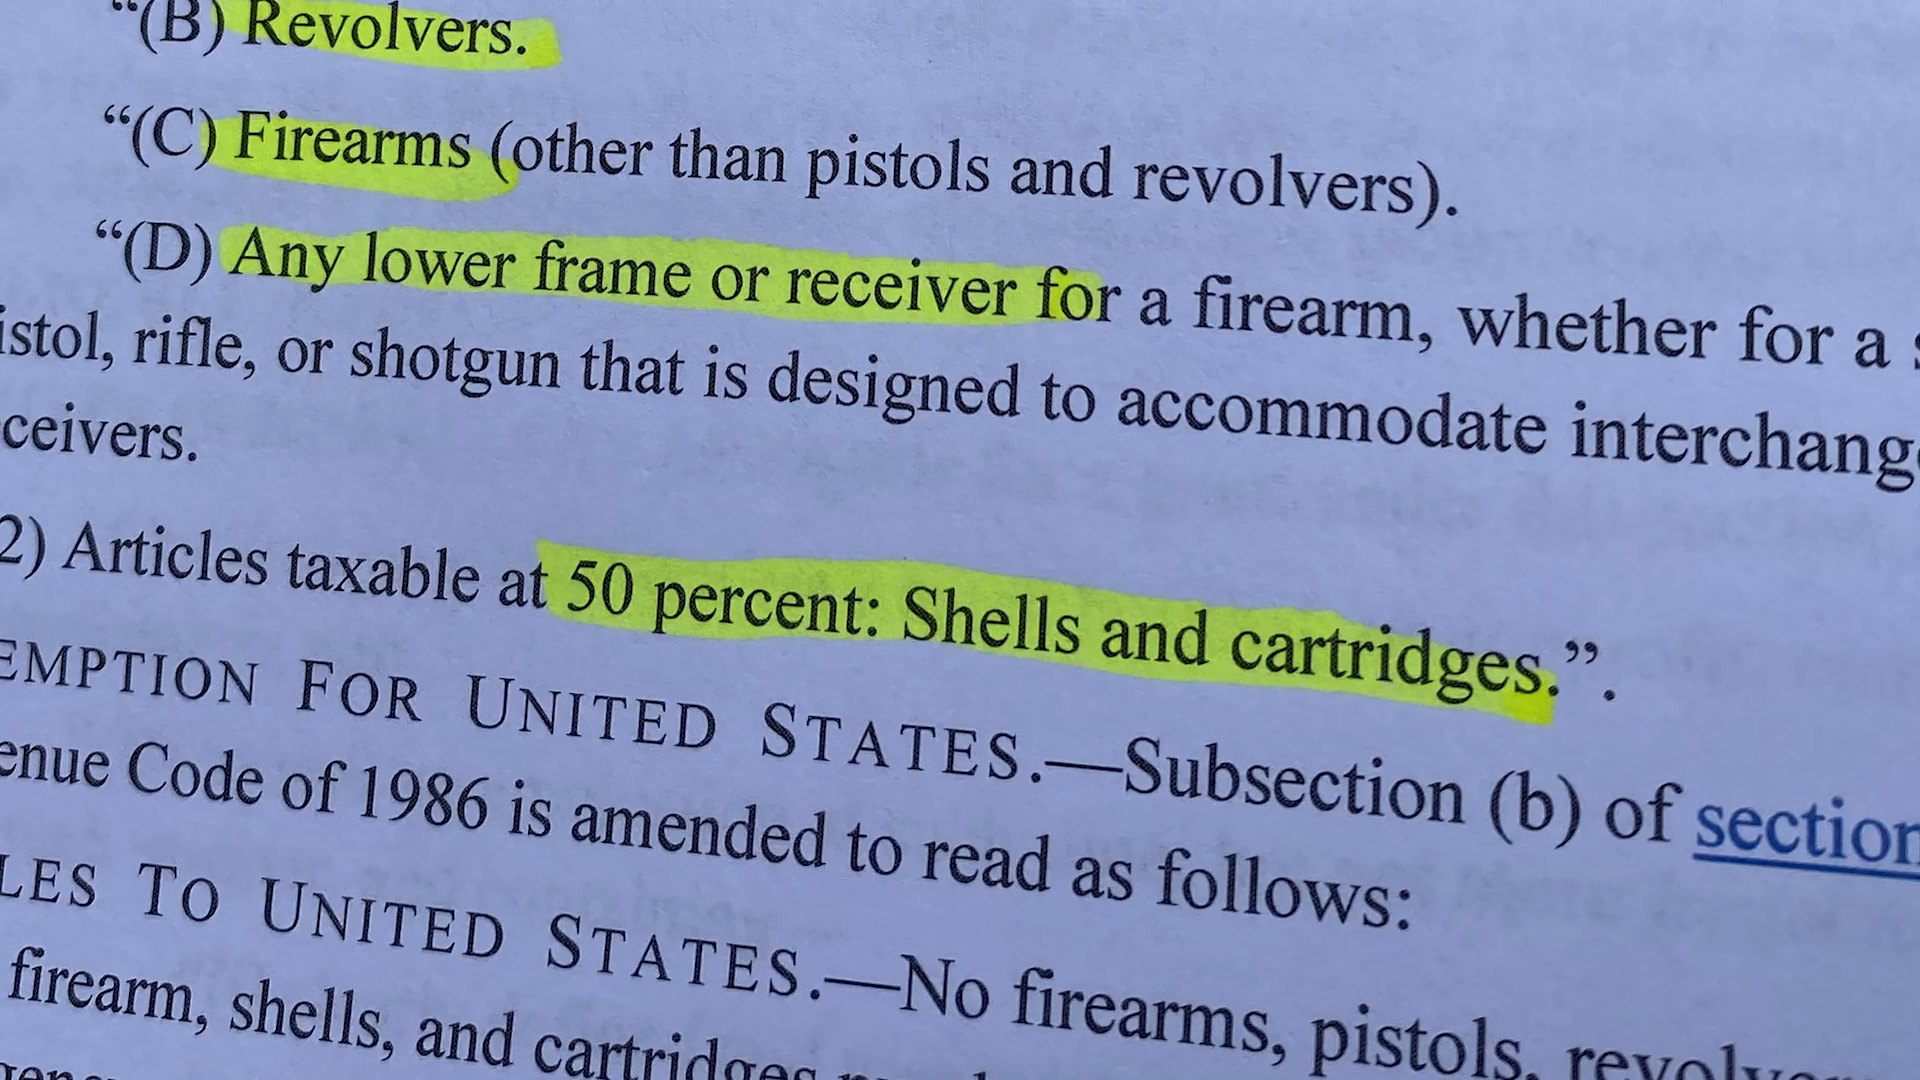 “(B) Revolvers.
“(C) Firearms (other than pistols and revolvers).
“(D) Any lower frame or receiver for a firearm, whether for a
istol, rifle, or shotgun that is designed to accommodate interchang
ceivers.
2) Articles taxable at 50 percent: Shells and cartridges.”.
EMPTION FOR UNITED STATES.—Subsection (b) of section
enue Code of 1986 is amended to read as follows:
LES TO UNITED STATES.—No firearms, pistols, revolv
firearm, shells, and cartridges